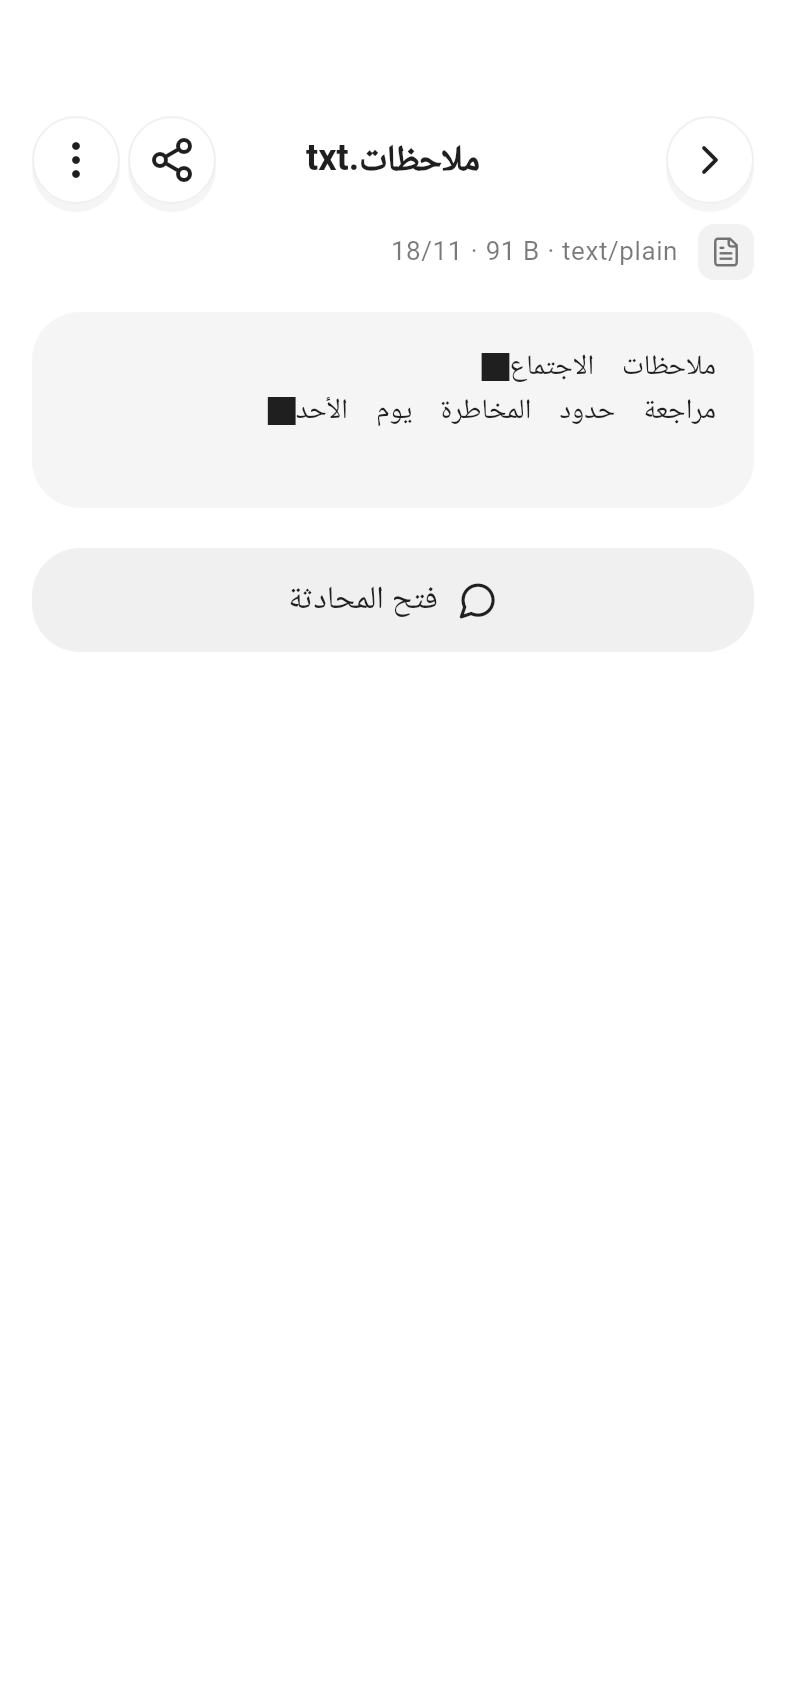 ملاحظات.txt
18/11 · 91 B · text/plain
ملاحظات الاجتماع
مراجعة حدود المخاطرة يوم الأحد
فتح المحادثة